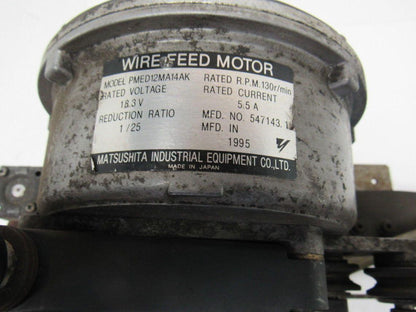 WIRE FEED MOTOR
MODEL PMED12MA14AK RATED R.P.M. 130r/min
RATED VOLTAGE RATED CURRENT
18.3 V 5.5 A
REDUCTION RATIO MFD. NO. 547143.
1/25 MFD. IN
1995
MATSUSHITA INDUSTRIAL EQUIPMENT CO.,LTD.
MADE IN JAPAN